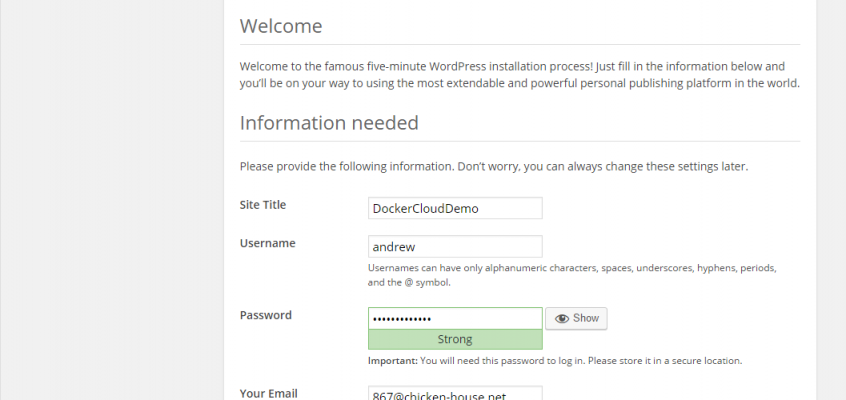 Welcome
Welcome to the famous five-minute WordPress installation process! Just fill in the information below and
you'll be on your way to using the most extendable and powerful personal publishing platform in the world.
Information needed
Please provide the following information. Don't worry, you can always change these settings later.
Site Title
DockerCloudDemo
Username
andrew
Usernames can have only alphanumeric characters, spaces, underscores, hyphens, periods,
and the @ symbol.
Password
•••••••••••••
Show
Strong
Important: You will need this password to log in. Please store it in a secure location.
Your Email
867@chicken-house.net